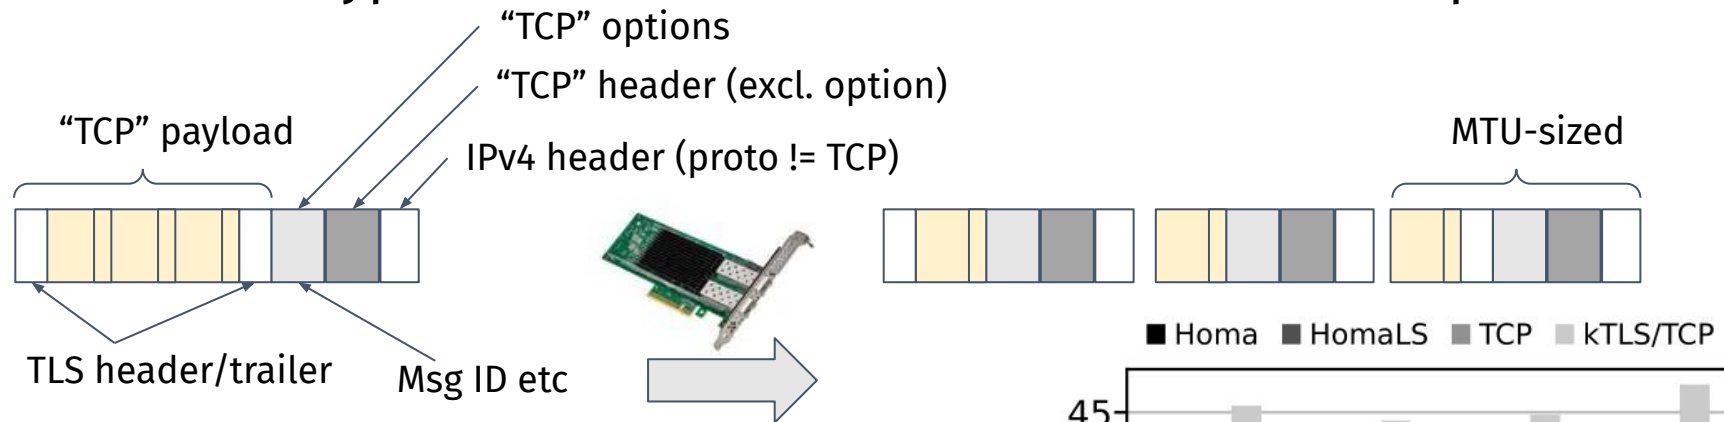 “TCP” options
“TCP” header (excl. option)
“TCP” payload
IPv4 header (proto != TCP)
MTU-sized
TLS header/trailer
Msg ID etc
Homa HomaLS TCP kTLS/TCP
45